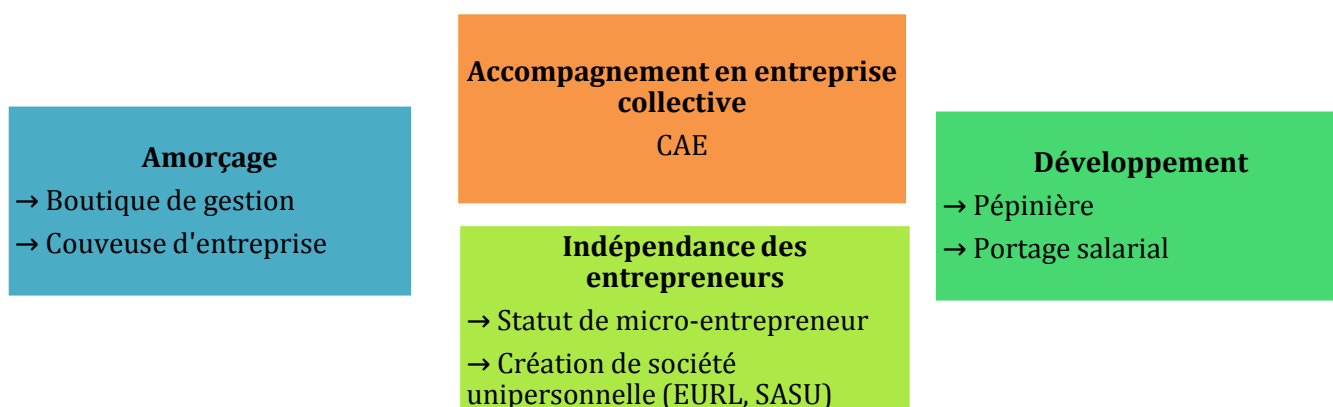 Amorçage
→ Boutique de gestion
→ Couveuse d'entreprise
Accompagnement en entreprise
collective
CAE
Indépendance des
entrepreneurs
→ Statut de micro-entrepreneur
→ Création de société
unipersonnelle (EURL, SASU)
Développement
→ Pépinière
→ Portage salarial